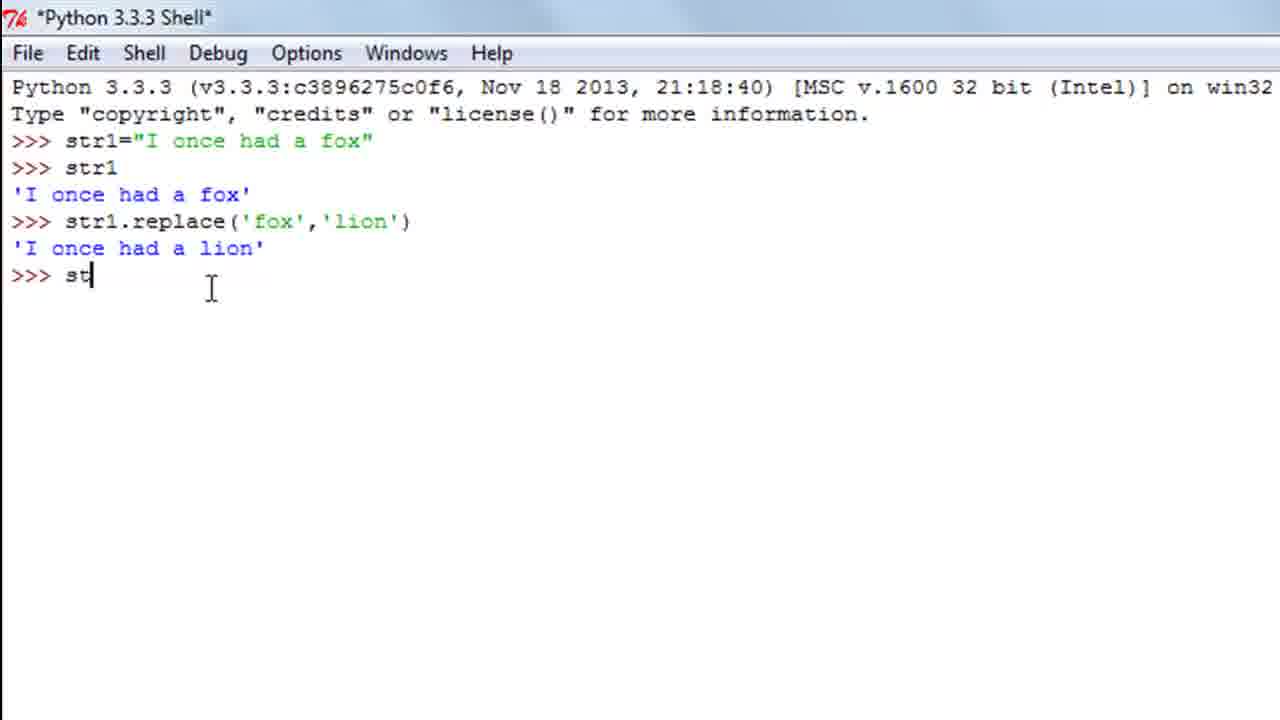 *Python 3.3.3 Shell*
File Edit Shell Debug Options Windows Help
Python 3.3.3 (v3.3.3:c3896275c0f6, Nov 18 2013, 21:18:40) [MSC v.1600 32 bit (Intel)] on win32
Type "copyright", "credits" or "license()" for more information.
>>> str1="I once had a fox"
>>> str1
'I once had a fox'
>>> str1.replace('fox','lion')
'I once had a lion'
>>> st